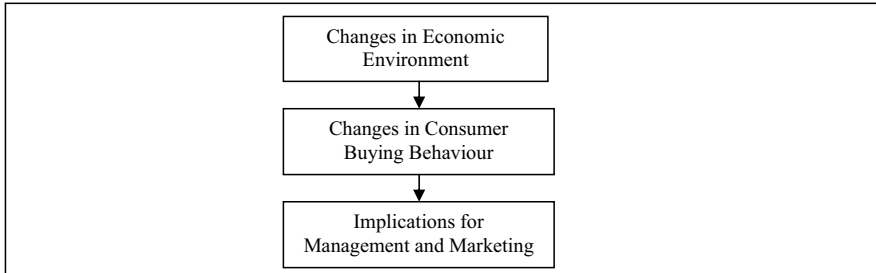 Changes in Economic
Environment
Changes in Consumer
Buying Behaviour
Implications for
Management and Marketing